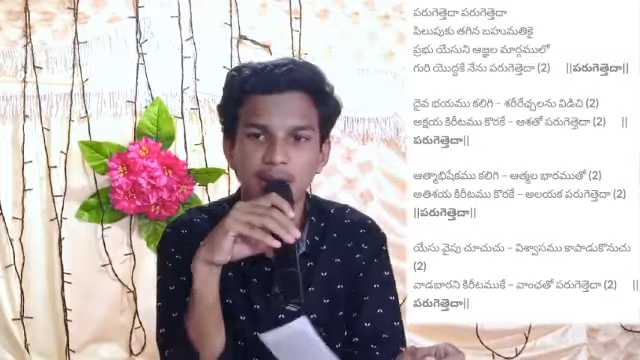 పరుగెత్తెదా పరుగెత్తెదా
పిలుపుకు తగిన బహుమతికై
ప్రభు యేసుని ఆజ్ఞల మార్గములో
గురి యొద్దకే నేను పరుగెత్తెదా (2) ||పరుగెత్తెదా||
దైవ భయము కలిగి – శరీరేఛ్చలను విడిచి (2)
అక్షయ కిరీటము కొరకే – ఆశతో పరుగెత్తెదా (2) ||
పరుగెత్తెదా||
ఆత్మాభిషేకము కలిగి – ఆత్మల భారముతో (2)
అతిశయ కిరీటము కొరకే – అలయక పరుగెత్తెదా (2)
||పరుగెత్తెదా||
యేసు వైపు చూచుచు – విశ్వాసము కాపాడుకొనుచు
(2)
వాడబారని కిరీటముకే – వాంఛతో పరుగెత్తెదా (2) ||
పరుగెత్తెదా||